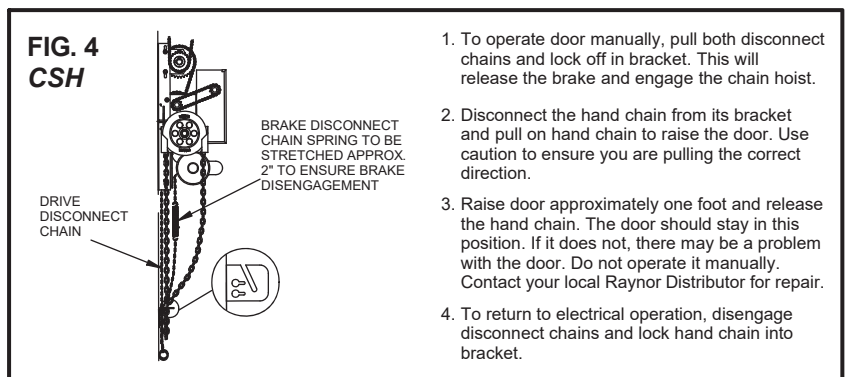 FIG. 4
CSH
BRAKE DISCONNECT
CHAIN SPRING TO BE
STRETCHED APPROX.
2" TO ENSURE BRAKE
DISENGAGEMENT
DRIVE
DISCONNECT
CHAIN
1. To operate door manually, pull both disconnect
chains and lock off in bracket. This will
release the brake and engage the chain hoist.
2. Disconnect the hand chain from its bracket
and pull on hand chain to raise the door. Use
caution to ensure you are pulling the correct
direction.
3. Raise door approximately one foot and release
the hand chain. The door should stay in this
position. If it does not, there may be a problem
with the door. Do not operate it manually.
Contact your local Raynor Distributor for repair.
4. To return to electrical operation, disengage
disconnect chains and lock hand chain into
bracket.